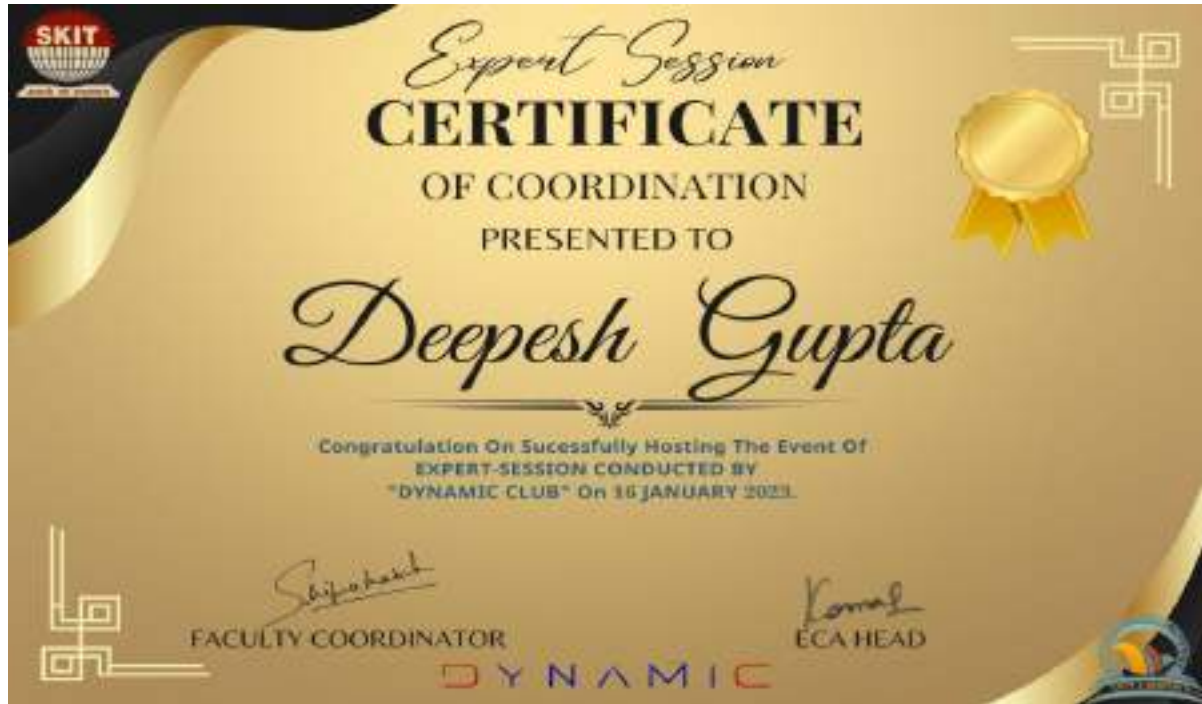 SKIT
Expert Session
CERTIFICATE
OF COORDINATION
PRESENTED TO
Deepesh Gupta
Congratulation On Sucessfully Hosting The Event Of
EXPERT-SESSION CONDUCTED BY
"DYNAMIC CLUB" On 16 JANUARY 2023.
Komal
FACULTY COORDINATOR
ECA HEAD
DYNAMIC